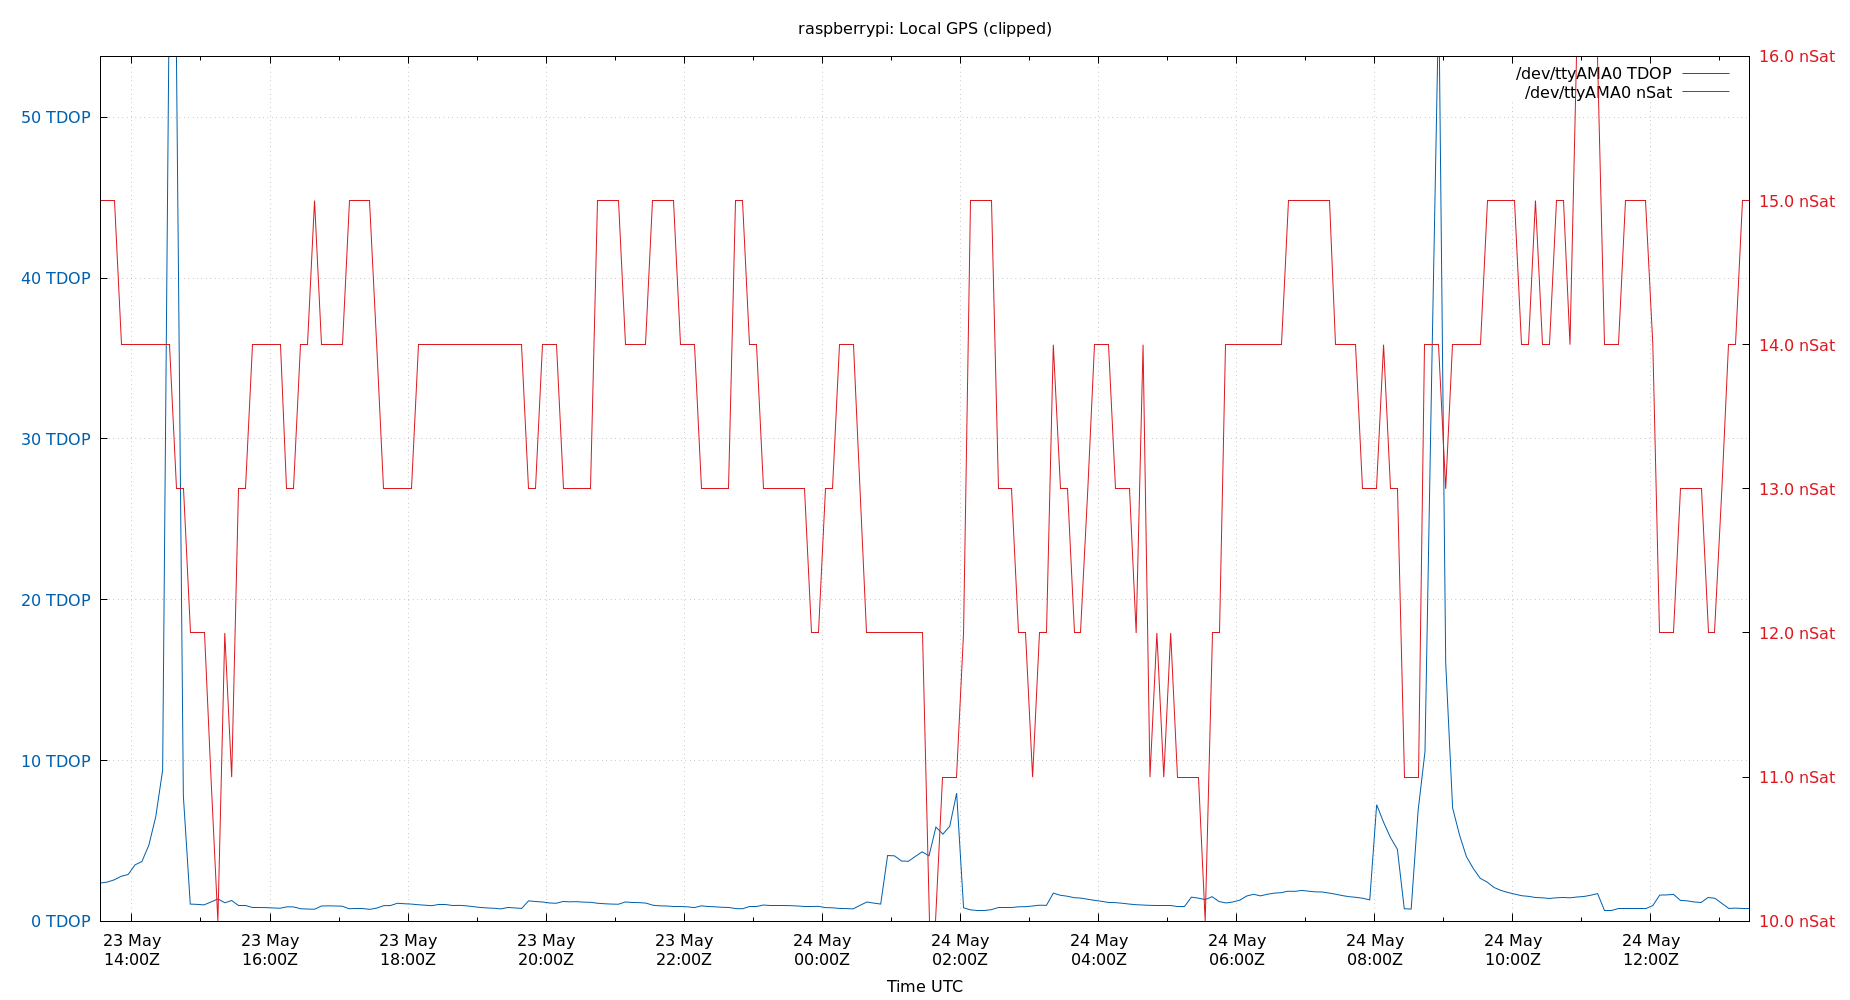 raspberrypi: Local GPS (clipped)
/dev/ttyAMA0 TDOP
/dev/ttyAMA0 nSat
50 TDOP
40 TDOP
30 TDOP
20 TDOP
10 TDOP
0 TDOP
16.0 nSat
15.0 nSat
14.0 nSat
13.0 nSat
12.0 nSat
11.0 nSat
10.0 nSat
23 May
14:00Z
23 May
16:00Z
23 May
18:00Z
23 May
20:00Z
23 May
22:00Z
24 May
00:00Z
24 May
02:00Z
24 May
04:00Z
24 May
06:00Z
24 May
08:00Z
24 May
10:00Z
24 May
12:00Z
Time UTC